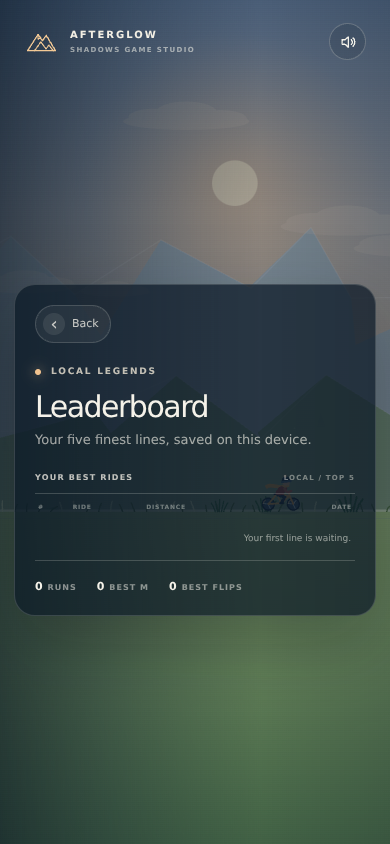 AFTERGLOW
SHADOWS GAME STUDIO
Back
LOCAL LEGENDS
Leaderboard
Your five finest lines, saved on this device.
YOUR BEST RIDES LOCAL / TOP 5
# RIDE DISTANCE DATE
Your first line is waiting.
0 RUNS 0 BEST M 0 BEST FLIPS